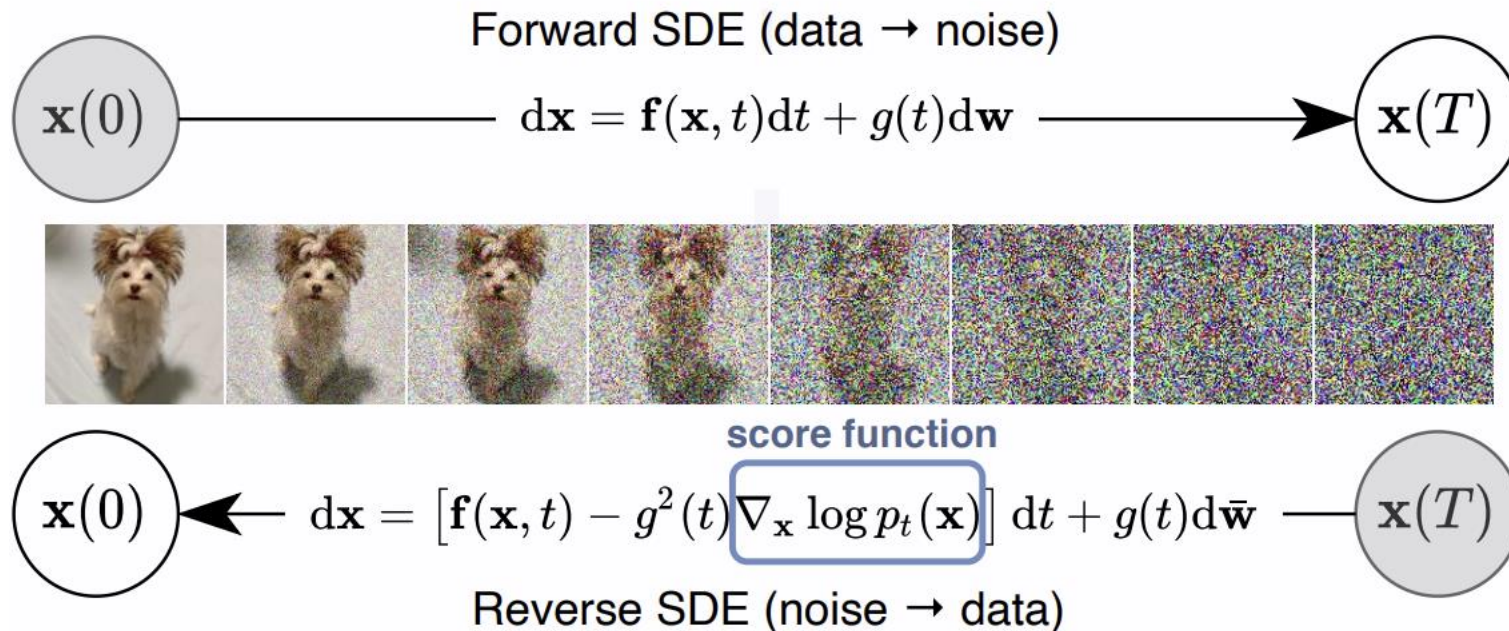 Forward SDE (data → noise)
x(0) dx = f(x, t)dt + g(t)dw x(T)
score function
x(0) dx = [f(x, t) − g²(t)∇ₓ log pₜ(x)] dt + g(t)dw̄ x(T)
Reverse SDE (noise → data)